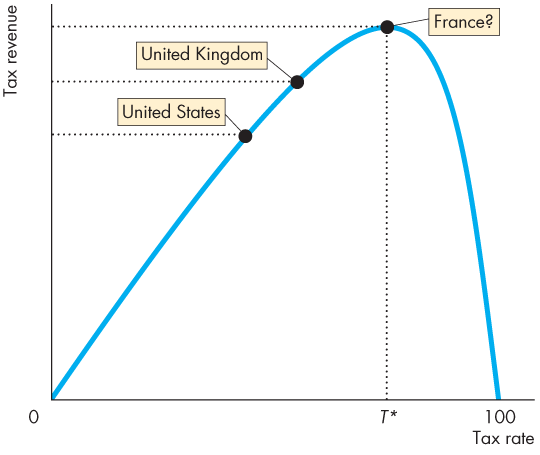 Tax revenue
France?
United Kingdom
United States
0
T*
100
Tax rate